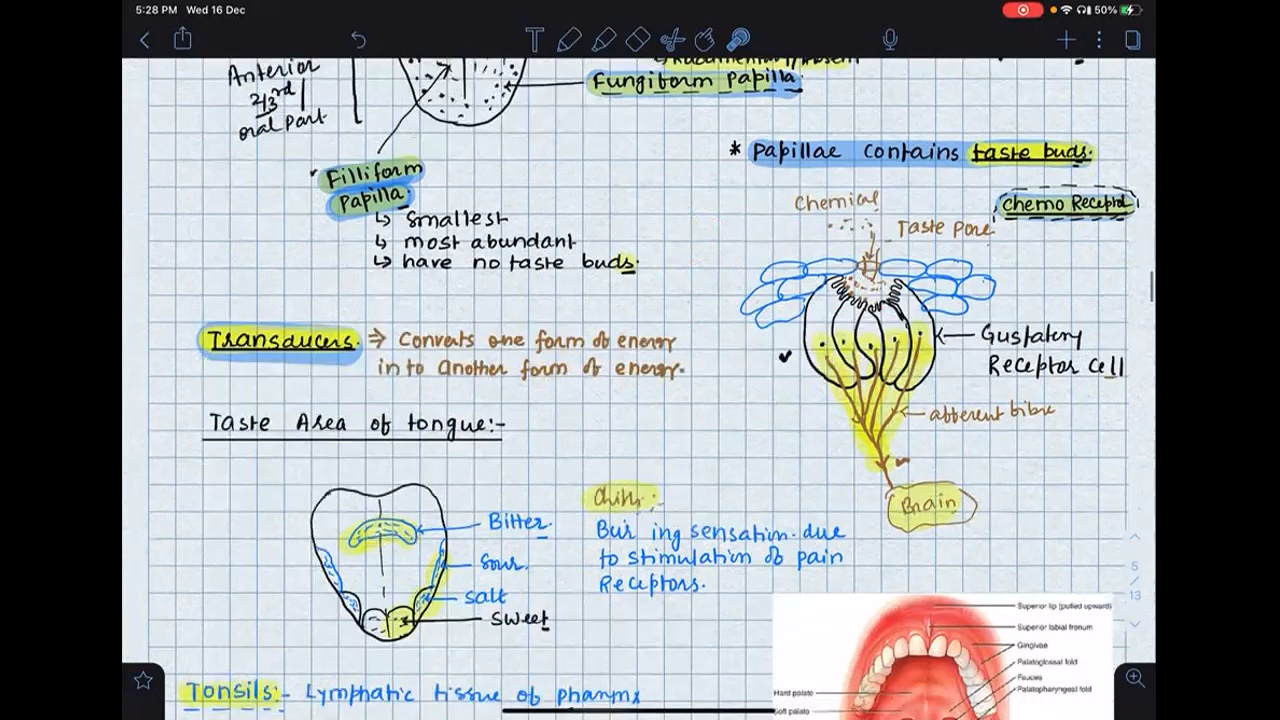 5:28 PM Wed 16 Dec
50%
Anterior
2/3rd
oral part
Fungiform Papilla
Filliform
Papilla
↳ Smallest
↳ most abundant
↳ have no taste buds.
* Papillae contains taste buds.
Chemical
Chemo Receptor
Taste pore
Gustatory
Receptor cell
afferent fibre
Brain
Transducers ⇒ Converts one form of energy
in to another form of energy.
Taste Area of tongue:-
Bitter
Sour
Salt
Sweet
Chilli:
Burning sensation due
to stimulation of pain
Receptors.
5
/
13
Superior lip (pulled upward)
Superior labial frenum
Gingivae
Palatoglossal fold
Fauces
Palatopharyngeal fold
Hard palate
Soft palate
Tonsils:- Lymphatic tissue of pharynx